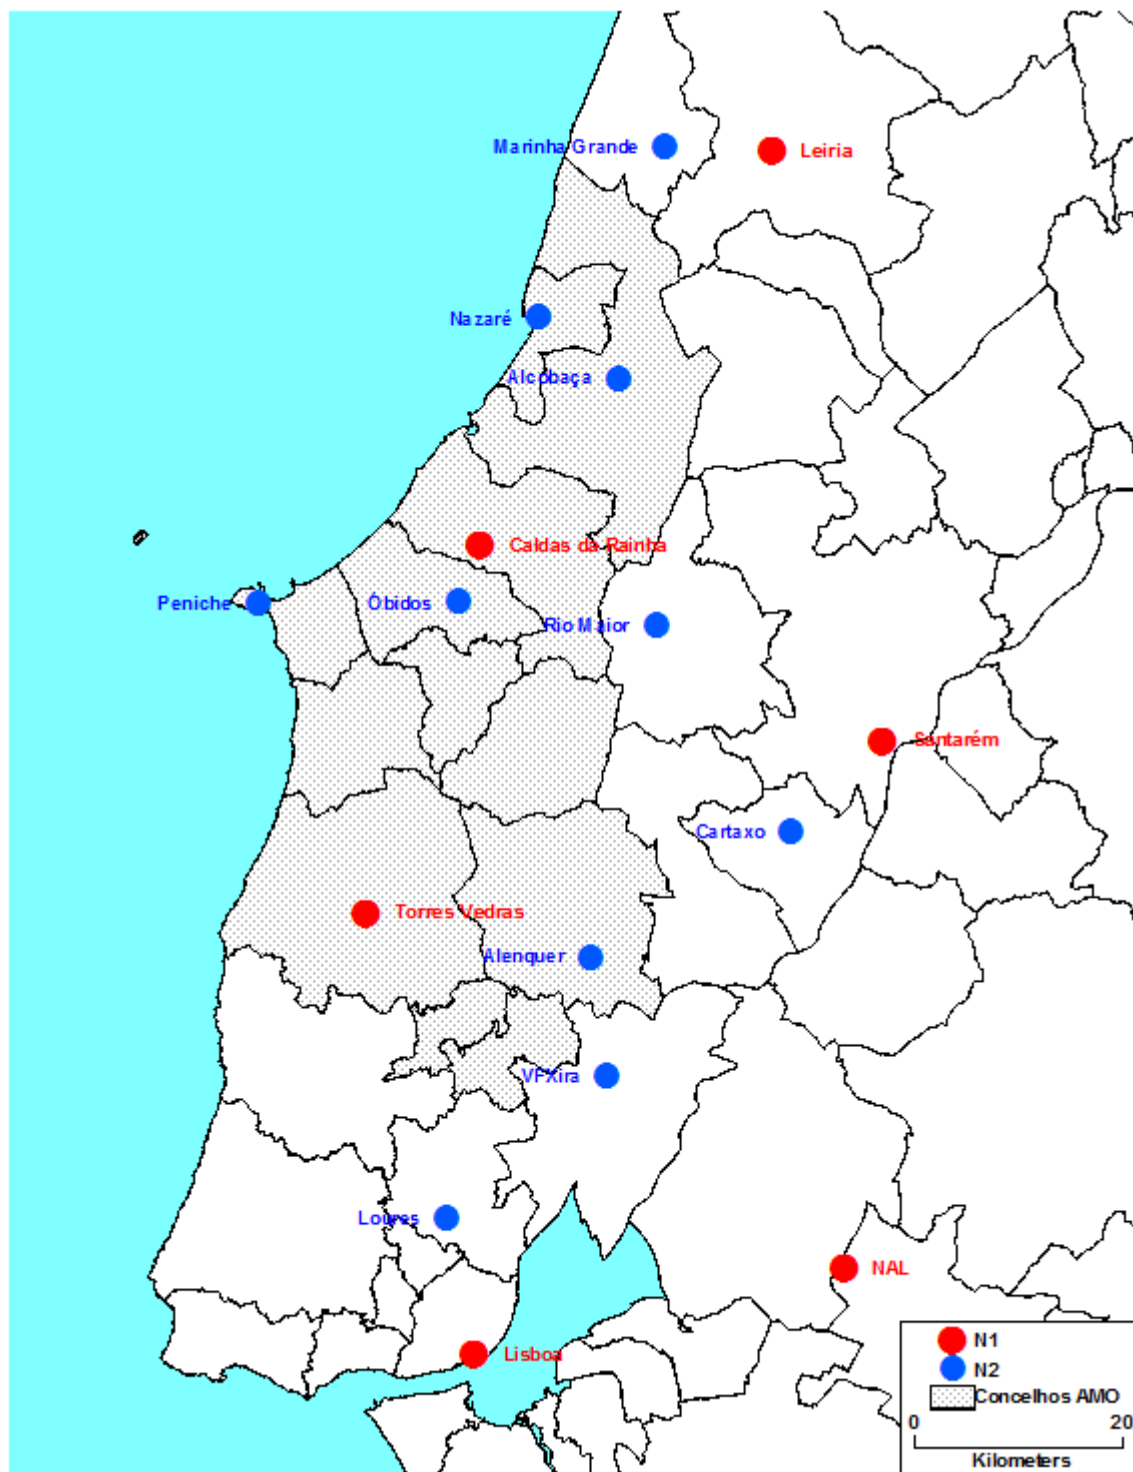 Marinha Grande
Leiria
Nazaré
Alcobaça
Caldas da Rainha
Peniche
Óbidos
Rio Maior
Santarém
Cartaxo
Torres Vedras
Alenquer
VFXira
Loures
NAL
Lisboa
N1
N2
Concelhos AMO
0 20
Kilometers